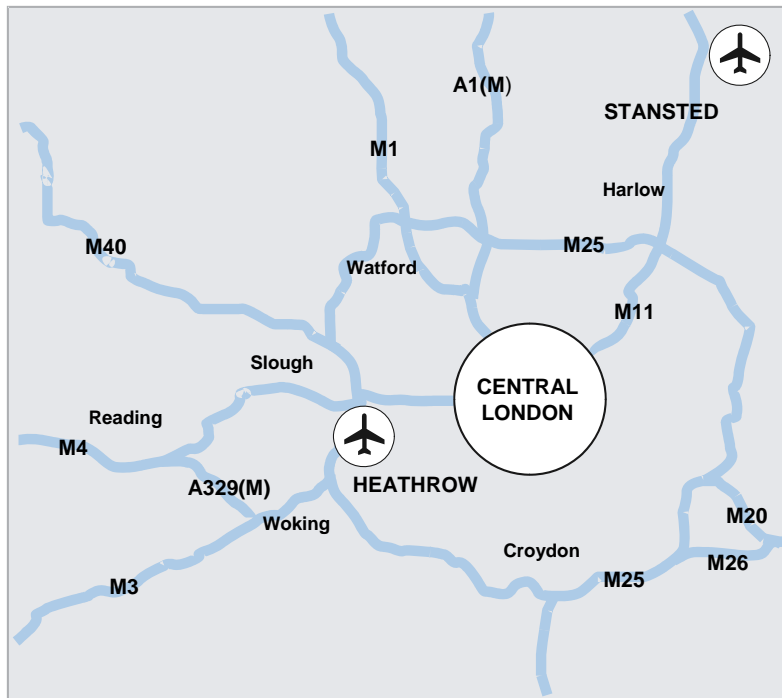 A1(M)
STANSTED
M1
Harlow
M40
M25
Watford
M11
Slough
CENTRAL
LONDON
Reading
M4
HEATHROW
A329(M)
Woking
M20
Croydon
M26
M25
M3